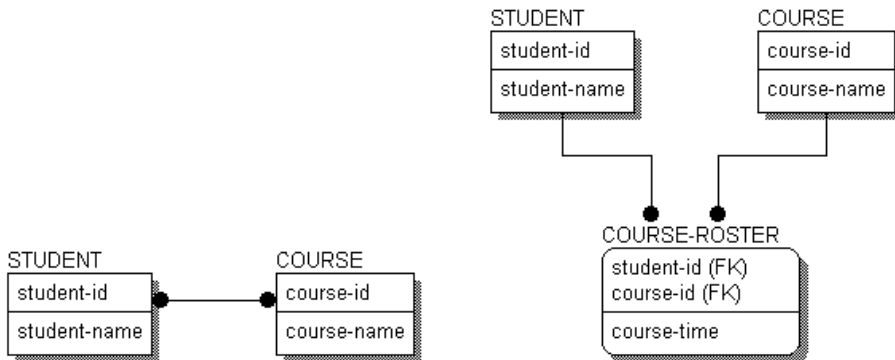 STUDENT
student-id
student-name
COURSE
course-id
course-name
STUDENT
student-id
student-name
COURSE
course-id
course-name
COURSE-ROSTER
student-id (FK)
course-id (FK)
course-time